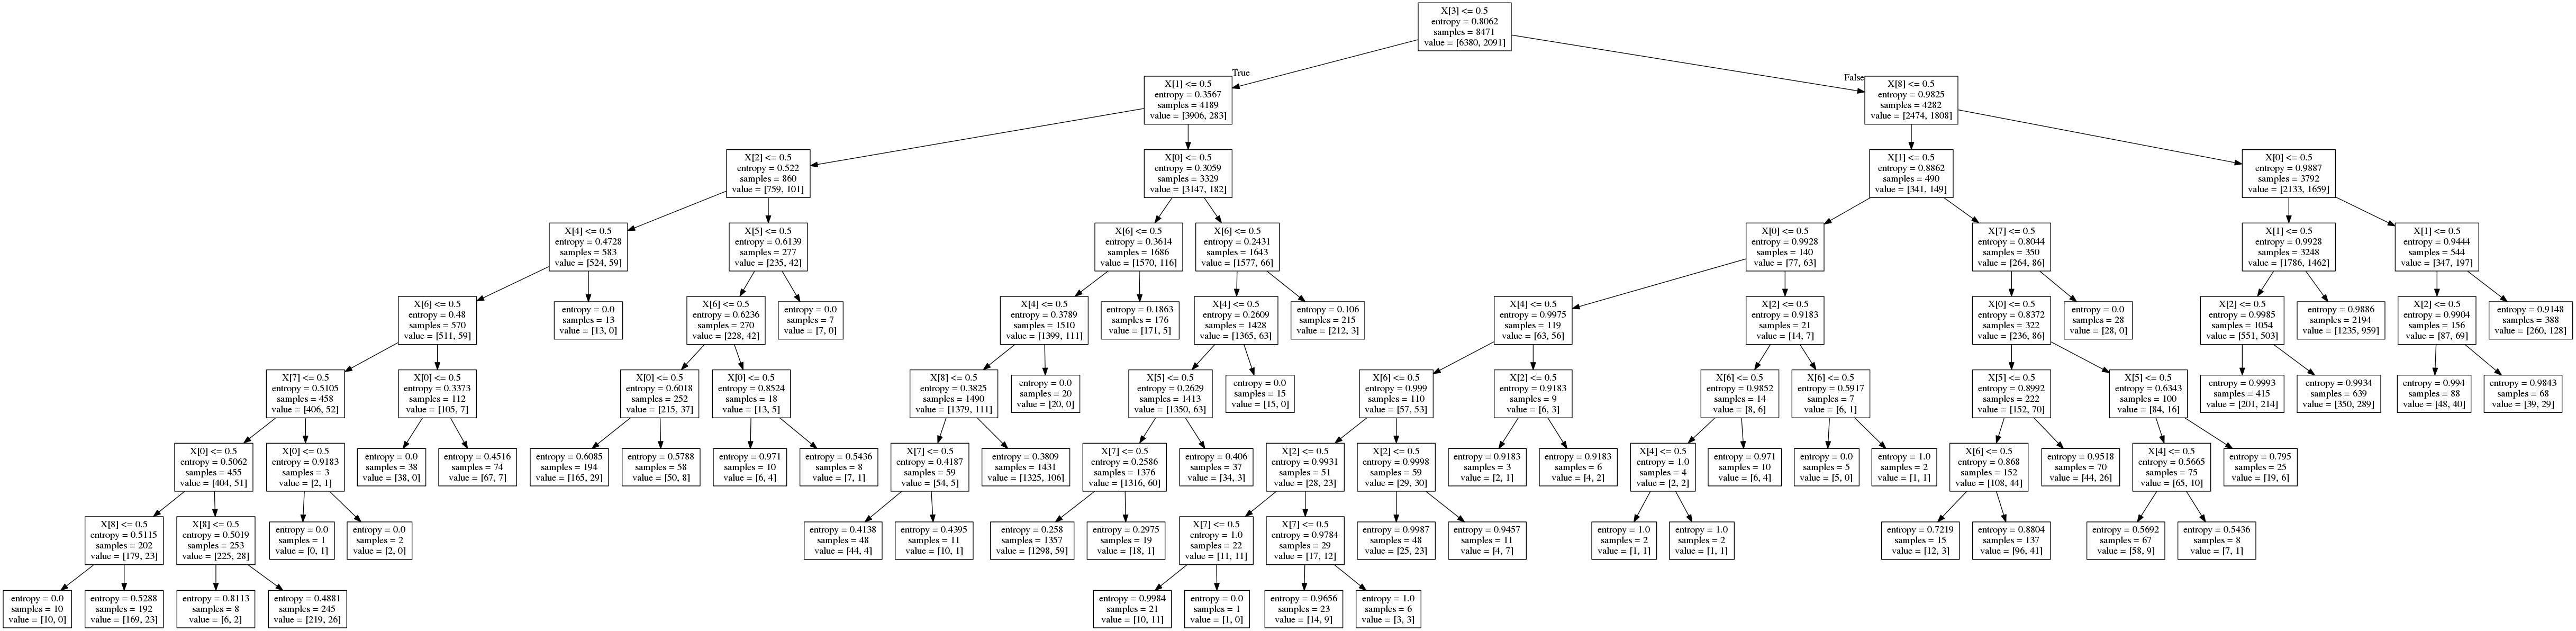 X[3] <= 0.5
entropy = 0.8062
samples = 8471
value = [6380, 2091]
True
False
X[1] <= 0.5
entropy = 0.3567
samples = 4189
value = [3906, 283]
X[8] <= 0.5
entropy = 0.9825
samples = 4282
value = [2474, 1808]
X[2] <= 0.5
entropy = 0.522
samples = 860
value = [759, 101]
X[0] <= 0.5
entropy = 0.3059
samples = 3329
value = [3147, 182]
X[1] <= 0.5
entropy = 0.8862
samples = 490
value = [341, 149]
X[0] <= 0.5
entropy = 0.9887
samples = 3792
value = [2133, 1659]
X[4] <= 0.5
entropy = 0.4728
samples = 583
value = [524, 59]
X[5] <= 0.5
entropy = 0.6139
samples = 277
value = [235, 42]
X[6] <= 0.5
entropy = 0.3614
samples = 1686
value = [1570, 116]
X[6] <= 0.5
entropy = 0.2431
samples = 1643
value = [1577, 66]
X[0] <= 0.5
entropy = 0.9928
samples = 140
value = [77, 63]
X[7] <= 0.5
entropy = 0.8044
samples = 350
value = [264, 86]
X[1] <= 0.5
entropy = 0.9928
samples = 3248
value = [1786, 1462]
X[1] <= 0.5
entropy = 0.9444
samples = 544
value = [347, 197]
X[6] <= 0.5
entropy = 0.48
samples = 570
value = [511, 59]
entropy = 0.0
samples = 13
value = [13, 0]
X[6] <= 0.5
entropy = 0.6236
samples = 270
value = [228, 42]
entropy = 0.0
samples = 7
value = [7, 0]
X[4] <= 0.5
entropy = 0.3789
samples = 1510
value = [1399, 111]
entropy = 0.1863
samples = 176
value = [171, 5]
X[4] <= 0.5
entropy = 0.2609
samples = 1428
value = [1365, 63]
entropy = 0.106
samples = 215
value = [212, 3]
X[4] <= 0.5
entropy = 0.9975
samples = 119
value = [63, 56]
X[2] <= 0.5
entropy = 0.9183
samples = 21
value = [14, 7]
X[0] <= 0.5
entropy = 0.8372
samples = 322
value = [236, 86]
entropy = 0.0
samples = 28
value = [28, 0]
X[2] <= 0.5
entropy = 0.9985
samples = 1054
value = [551, 503]
entropy = 0.9886
samples = 2194
value = [1235, 959]
X[2] <= 0.5
entropy = 0.9904
samples = 156
value = [87, 69]
entropy = 0.9148
samples = 388
value = [260, 128]
X[7] <= 0.5
entropy = 0.5105
samples = 458
value = [406, 52]
X[0] <= 0.5
entropy = 0.3373
samples = 112
value = [105, 7]
X[0] <= 0.5
entropy = 0.6018
samples = 252
value = [215, 37]
X[0] <= 0.5
entropy = 0.8524
samples = 18
value = [13, 5]
X[8] <= 0.5
entropy = 0.3825
samples = 1490
value = [1379, 111]
entropy = 0.0
samples = 20
value = [20, 0]
X[5] <= 0.5
entropy = 0.2629
samples = 1413
value = [1350, 63]
entropy = 0.0
samples = 15
value = [15, 0]
X[6] <= 0.5
entropy = 0.999
samples = 110
value = [57, 53]
X[2] <= 0.5
entropy = 0.9183
samples = 9
value = [6, 3]
X[6] <= 0.5
entropy = 0.9852
samples = 14
value = [8, 6]
X[6] <= 0.5
entropy = 0.5917
samples = 7
value = [6, 1]
X[5] <= 0.5
entropy = 0.8992
samples = 222
value = [152, 70]
X[5] <= 0.5
entropy = 0.6343
samples = 100
value = [84, 16]
entropy = 0.9993
samples = 415
value = [201, 214]
entropy = 0.9934
samples = 639
value = [350, 289]
entropy = 0.994
samples = 88
value = [48, 40]
entropy = 0.9843
samples = 68
value = [39, 29]
X[0] <= 0.5
entropy = 0.5062
samples = 455
value = [404, 51]
X[0] <= 0.5
entropy = 0.9183
samples = 3
value = [2, 1]
entropy = 0.0
samples = 38
value = [38, 0]
entropy = 0.4516
samples = 74
value = [67, 7]
entropy = 0.6085
samples = 194
value = [165, 29]
entropy = 0.5788
samples = 58
value = [50, 8]
entropy = 0.971
samples = 10
value = [6, 4]
entropy = 0.5436
samples = 8
value = [7, 1]
X[7] <= 0.5
entropy = 0.4187
samples = 59
value = [54, 5]
entropy = 0.3809
samples = 1431
value = [1325, 106]
X[7] <= 0.5
entropy = 0.2586
samples = 1376
value = [1316, 60]
entropy = 0.406
samples = 37
value = [34, 3]
X[2] <= 0.5
entropy = 0.9931
samples = 51
value = [28, 23]
X[2] <= 0.5
entropy = 0.9998
samples = 59
value = [29, 30]
entropy = 0.9183
samples = 3
value = [2, 1]
entropy = 0.9183
samples = 6
value = [4, 2]
X[4] <= 0.5
entropy = 1.0
samples = 4
value = [2, 2]
entropy = 0.971
samples = 10
value = [6, 4]
entropy = 0.0
samples = 5
value = [5, 0]
entropy = 1.0
samples = 2
value = [1, 1]
X[6] <= 0.5
entropy = 0.868
samples = 152
value = [108, 44]
entropy = 0.9518
samples = 70
value = [44, 26]
X[4] <= 0.5
entropy = 0.5665
samples = 75
value = [65, 10]
entropy = 0.795
samples = 25
value = [19, 6]
X[8] <= 0.5
entropy = 0.5115
samples = 202
value = [179, 23]
X[8] <= 0.5
entropy = 0.5019
samples = 253
value = [225, 28]
entropy = 0.0
samples = 1
value = [0, 1]
entropy = 0.0
samples = 2
value = [2, 0]
entropy = 0.4138
samples = 48
value = [44, 4]
entropy = 0.4395
samples = 11
value = [10, 1]
entropy = 0.258
samples = 1357
value = [1298, 59]
entropy = 0.2975
samples = 19
value = [18, 1]
X[7] <= 0.5
entropy = 1.0
samples = 22
value = [11, 11]
X[7] <= 0.5
entropy = 0.9784
samples = 29
value = [17, 12]
entropy = 0.9987
samples = 48
value = [25, 23]
entropy = 0.9457
samples = 11
value = [4, 7]
entropy = 1.0
samples = 2
value = [1, 1]
entropy = 1.0
samples = 2
value = [1, 1]
entropy = 0.7219
samples = 15
value = [12, 3]
entropy = 0.8804
samples = 137
value = [96, 41]
entropy = 0.5692
samples = 67
value = [58, 9]
entropy = 0.5436
samples = 8
value = [7, 1]
entropy = 0.0
samples = 10
value = [10, 0]
entropy = 0.5288
samples = 192
value = [169, 23]
entropy = 0.8113
samples = 8
value = [6, 2]
entropy = 0.4881
samples = 245
value = [219, 26]
entropy = 0.9984
samples = 21
value = [10, 11]
entropy = 0.0
samples = 1
value = [1, 0]
entropy = 0.9656
samples = 23
value = [14, 9]
entropy = 1.0
samples = 6
value = [3, 3]